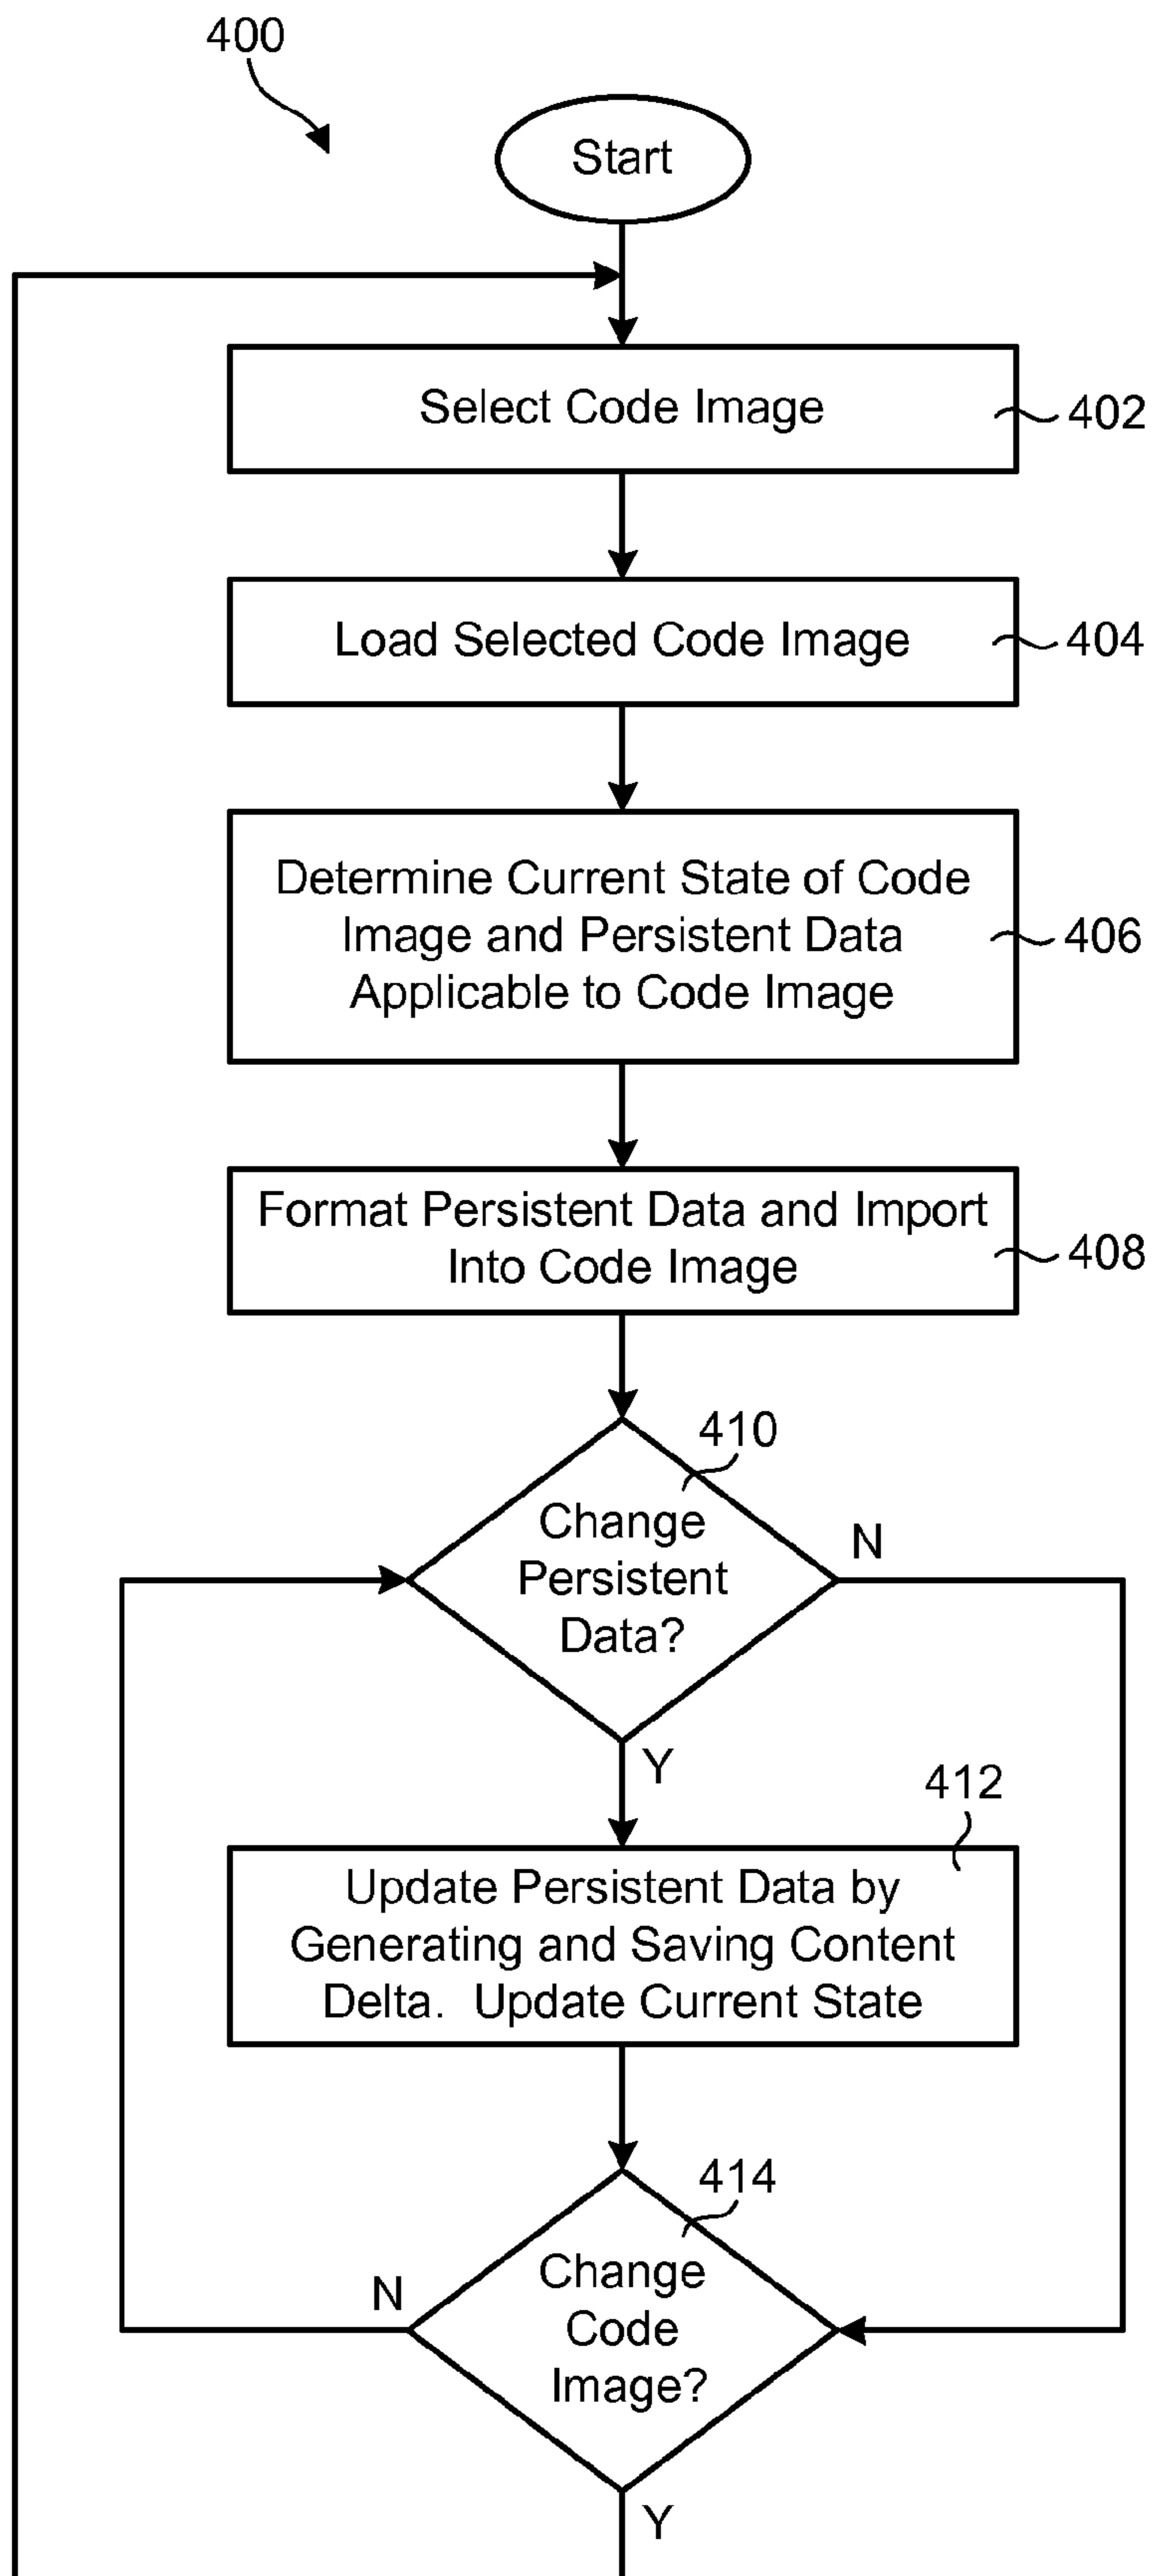 400
Start
Select Code Image
402
Load Selected Code Image
404
Determine Current State of Code
Image and Persistent Data
Applicable to Code Image
406
Format Persistent Data and Import
Into Code Image
408
410
Change
Persistent
Data?
N
Y
412
Update Persistent Data by
Generating and Saving Content
Delta. Update Current State
414
Change
Code
Image?
N
Y